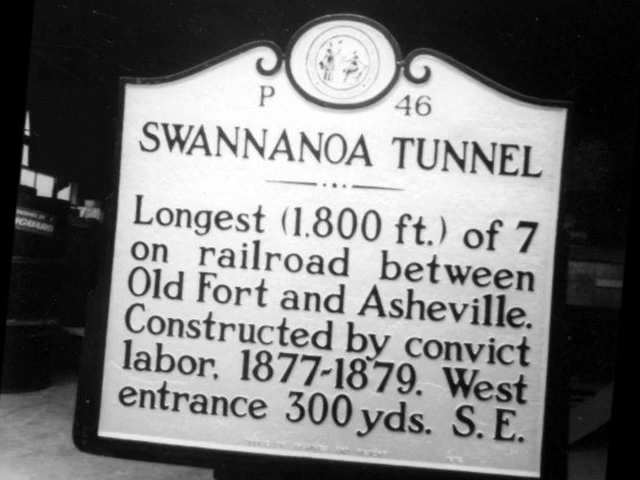 P 46
SWANNANOA TUNNEL
Longest (1,800 ft.) of 7
on railroad between
Old Fort and Asheville.
Constructed by convict
labor, 1877-1879. West
entrance 300 yds. S.E.